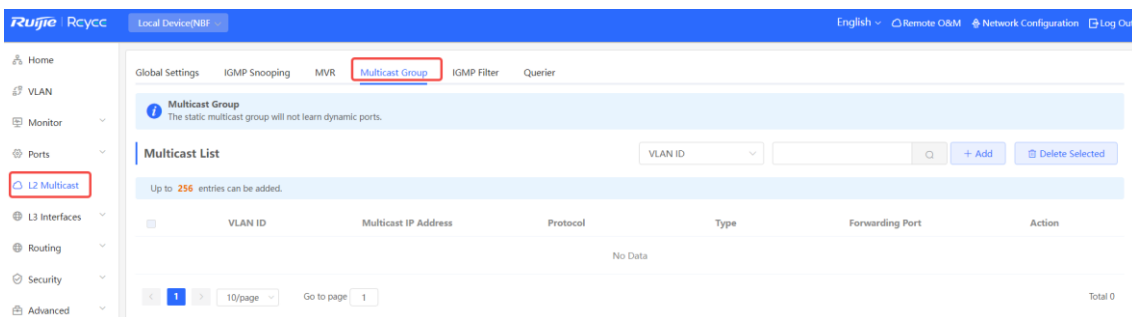 Ruijie Rcycc Local Device(NBF English Remote O&M Network Configuration Log Out
Home
VLAN
Monitor
Ports
L2 Multicast
L3 Interfaces
Routing
Security
Advanced
Global Settings IGMP Snooping MVR Multicast Group IGMP Filter Querier
Multicast Group
The static multicast group will not learn dynamic ports.
Multicast List VLAN ID + Add Delete Selected
Up to 256 entries can be added.
VLAN ID Multicast IP Address Protocol Type Forwarding Port Action
No Data
< 1 > 10/page Go to page 1 Total 0